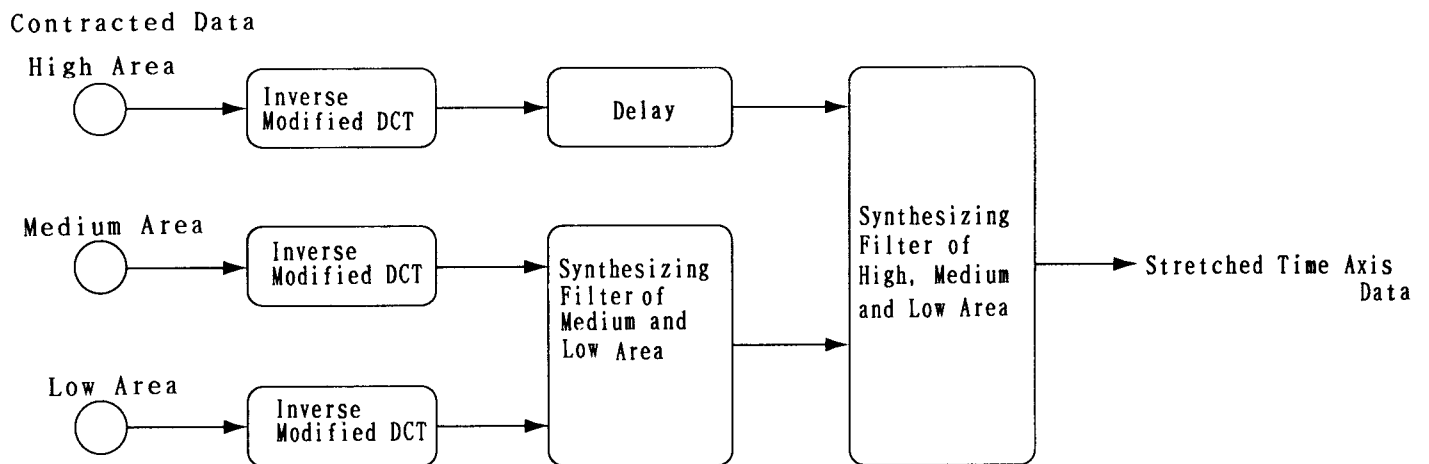 Contracted Data
High Area
Inverse
Modified DCT
Delay
Medium Area
Inverse
Modified DCT
Synthesizing
Filter of
Medium and
Low Area
Synthesizing
Filter of
High, Medium
and Low Area
Stretched Time Axis
Data
Low Area
Inverse
Modified DCT